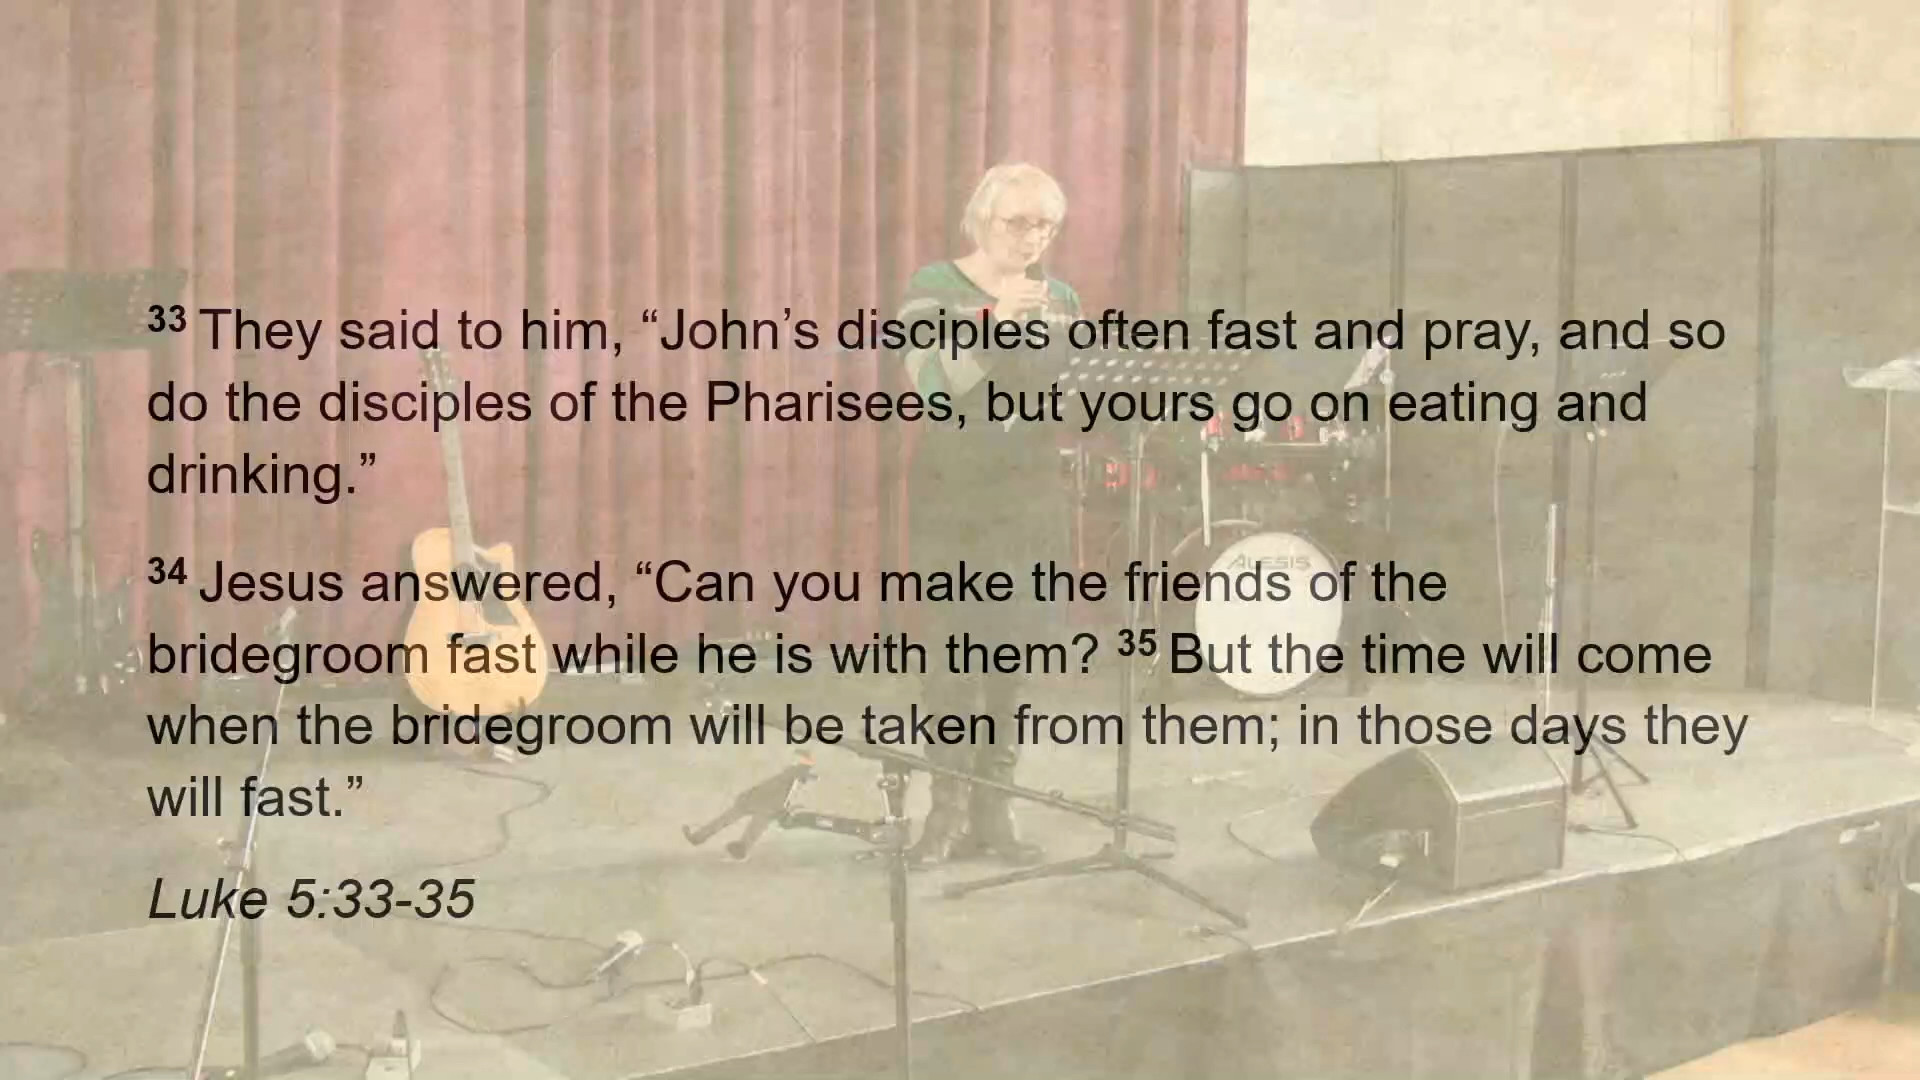 33 They said to him, “John’s disciples often fast and pray, and so
do the disciples of the Pharisees, but yours go on eating and
drinking.”
34 Jesus answered, “Can you make the friends of the
bridegroom fast while he is with them? 35 But the time will come
when the bridegroom will be taken from them; in those days they
will fast.”
Luke 5:33-35
ALESIS